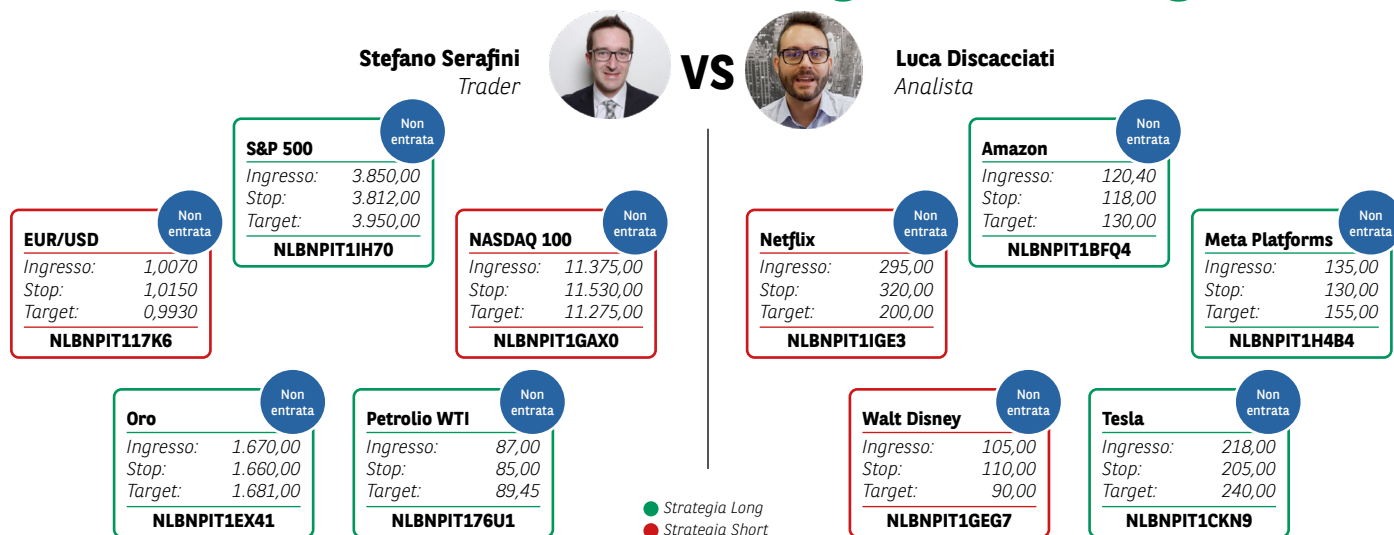 Stefano Serafini
Trader
VS
Luca Discacciati
Analista
Non
entrata
S&P 500
Ingresso: 3.850,00
Stop: 3.812,00
Target: 3.950,00
NLBNPIT1IH70
Non
entrata
EUR/USD
Ingresso: 1,0070
Stop: 1,0150
Target: 0,9930
NLBNPIT117K6
Non
entrata
NASDAQ 100
Ingresso: 11.375,00
Stop: 11.530,00
Target: 11.275,00
NLBNPIT1GAX0
Non
entrata
Oro
Ingresso: 1.670,00
Stop: 1.660,00
Target: 1.681,00
NLBNPIT1EX41
Non
entrata
Petrolio WTI
Ingresso: 87,00
Stop: 85,00
Target: 89,45
NLBNPIT176U1
Non
entrata
Amazon
Ingresso: 120,40
Stop: 118,00
Target: 130,00
NLBNPIT1BFQ4
Non
entrata
Netflix
Ingresso: 295,00
Stop: 320,00
Target: 200,00
NLBNPIT1IGE3
Non
entrata
Meta Platforms
Ingresso: 135,00
Stop: 130,00
Target: 155,00
NLBNPIT1H4B4
Non
entrata
Walt Disney
Ingresso: 105,00
Stop: 110,00
Target: 90,00
NLBNPIT1GEG7
Non
entrata
Tesla
Ingresso: 218,00
Stop: 205,00
Target: 240,00
NLBNPIT1CKN9
Strategia Long
Strategia Short